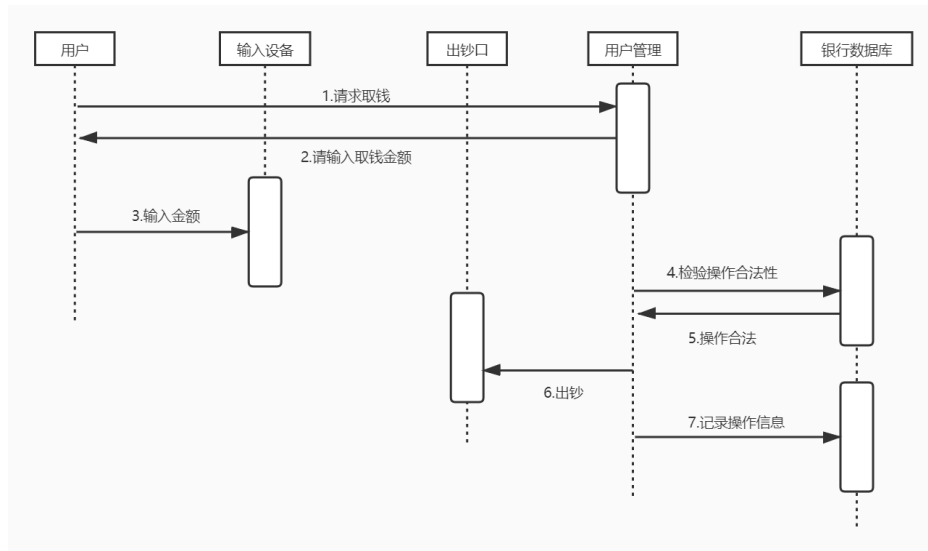 用户
输入设备
出钞口
用户管理
银行数据库
1.请求取钱
2.请输入取钱金额
3.输入金额
4.检验操作合法性
5.操作合法
6.出钞
7.记录操作信息